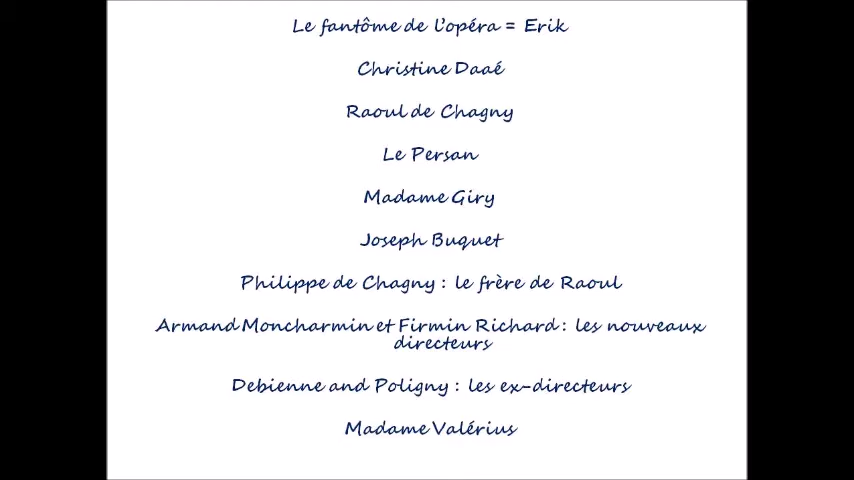 Le fantôme de l'opéra = Erik
Christine Daaé
Raoul de Chagny
Le Persan
Madame Giry
Joseph Buquet
Philippe de Chagny : le frère de Raoul
Armand Moncharmin et Firmin Richard : les nouveaux
directeurs
Debienne and Poligny : les ex-directeurs
Madame Valérius